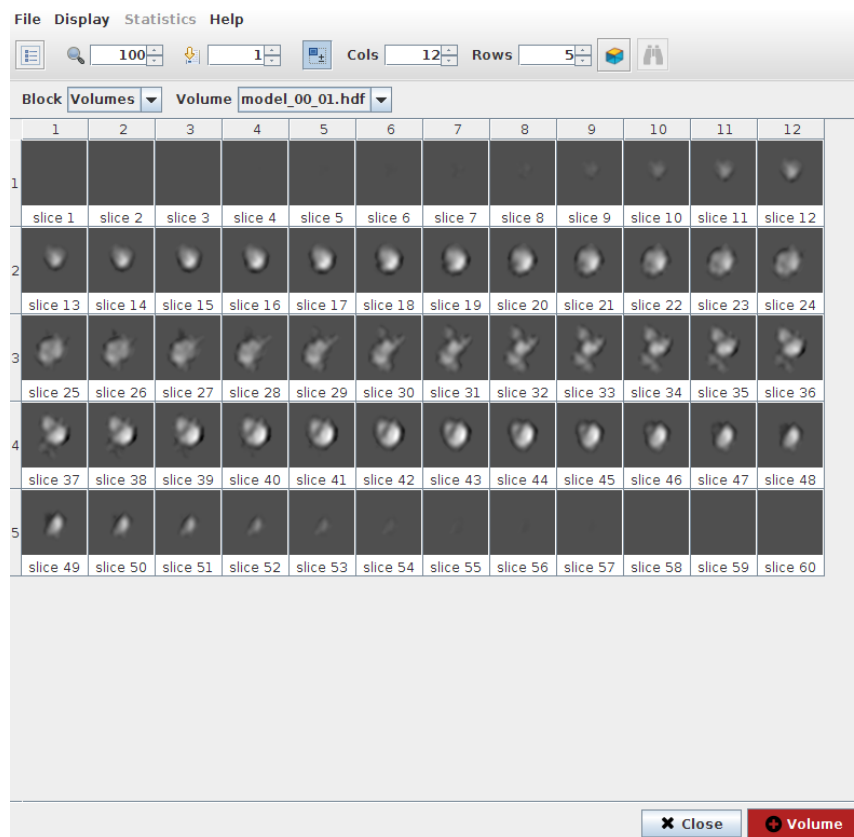 File Display Statistics Help
100 1 Cols 12 Rows 5
Block Volumes Volume model_00_01.hdf
1 2 3 4 5 6 7 8 9 10 11 12
1
slice 1 slice 2 slice 3 slice 4 slice 5 slice 6 slice 7 slice 8 slice 9 slice 10 slice 11 slice 12
2
slice 13 slice 14 slice 15 slice 16 slice 17 slice 18 slice 19 slice 20 slice 21 slice 22 slice 23 slice 24
3
slice 25 slice 26 slice 27 slice 28 slice 29 slice 30 slice 31 slice 32 slice 33 slice 34 slice 35 slice 36
4
slice 37 slice 38 slice 39 slice 40 slice 41 slice 42 slice 43 slice 44 slice 45 slice 46 slice 47 slice 48
5
slice 49 slice 50 slice 51 slice 52 slice 53 slice 54 slice 55 slice 56 slice 57 slice 58 slice 59 slice 60
Close Volume